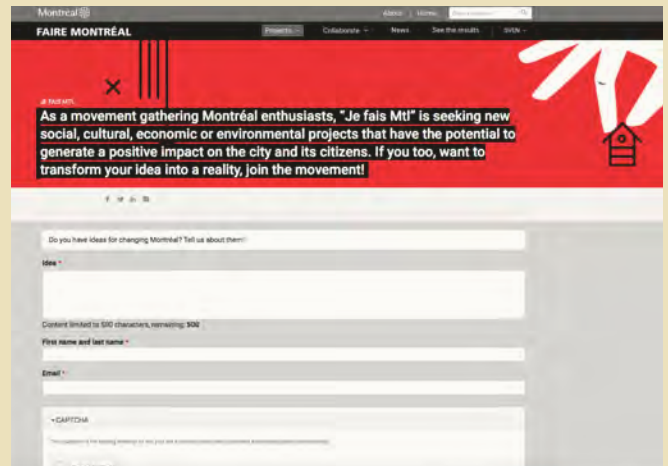 Montréal
About | Home
FAIRE MONTRÉAL
Projects
Collaborate
News
See the results
JE FAIS MTL
As a movement gathering Montréal enthusiasts, "Je fais Mtl" is seeking new
social, cultural, economic or environmental projects that have the potential to
generate a positive impact on the city and its citizens. If you too, want to
transform your idea into a reality, join the movement!
Do you have ideas for changing Montréal? Tell us about them!
Idea *
Content limited to 500 characters, remaining: 500
First name and last name *
Email *
CAPTCHA